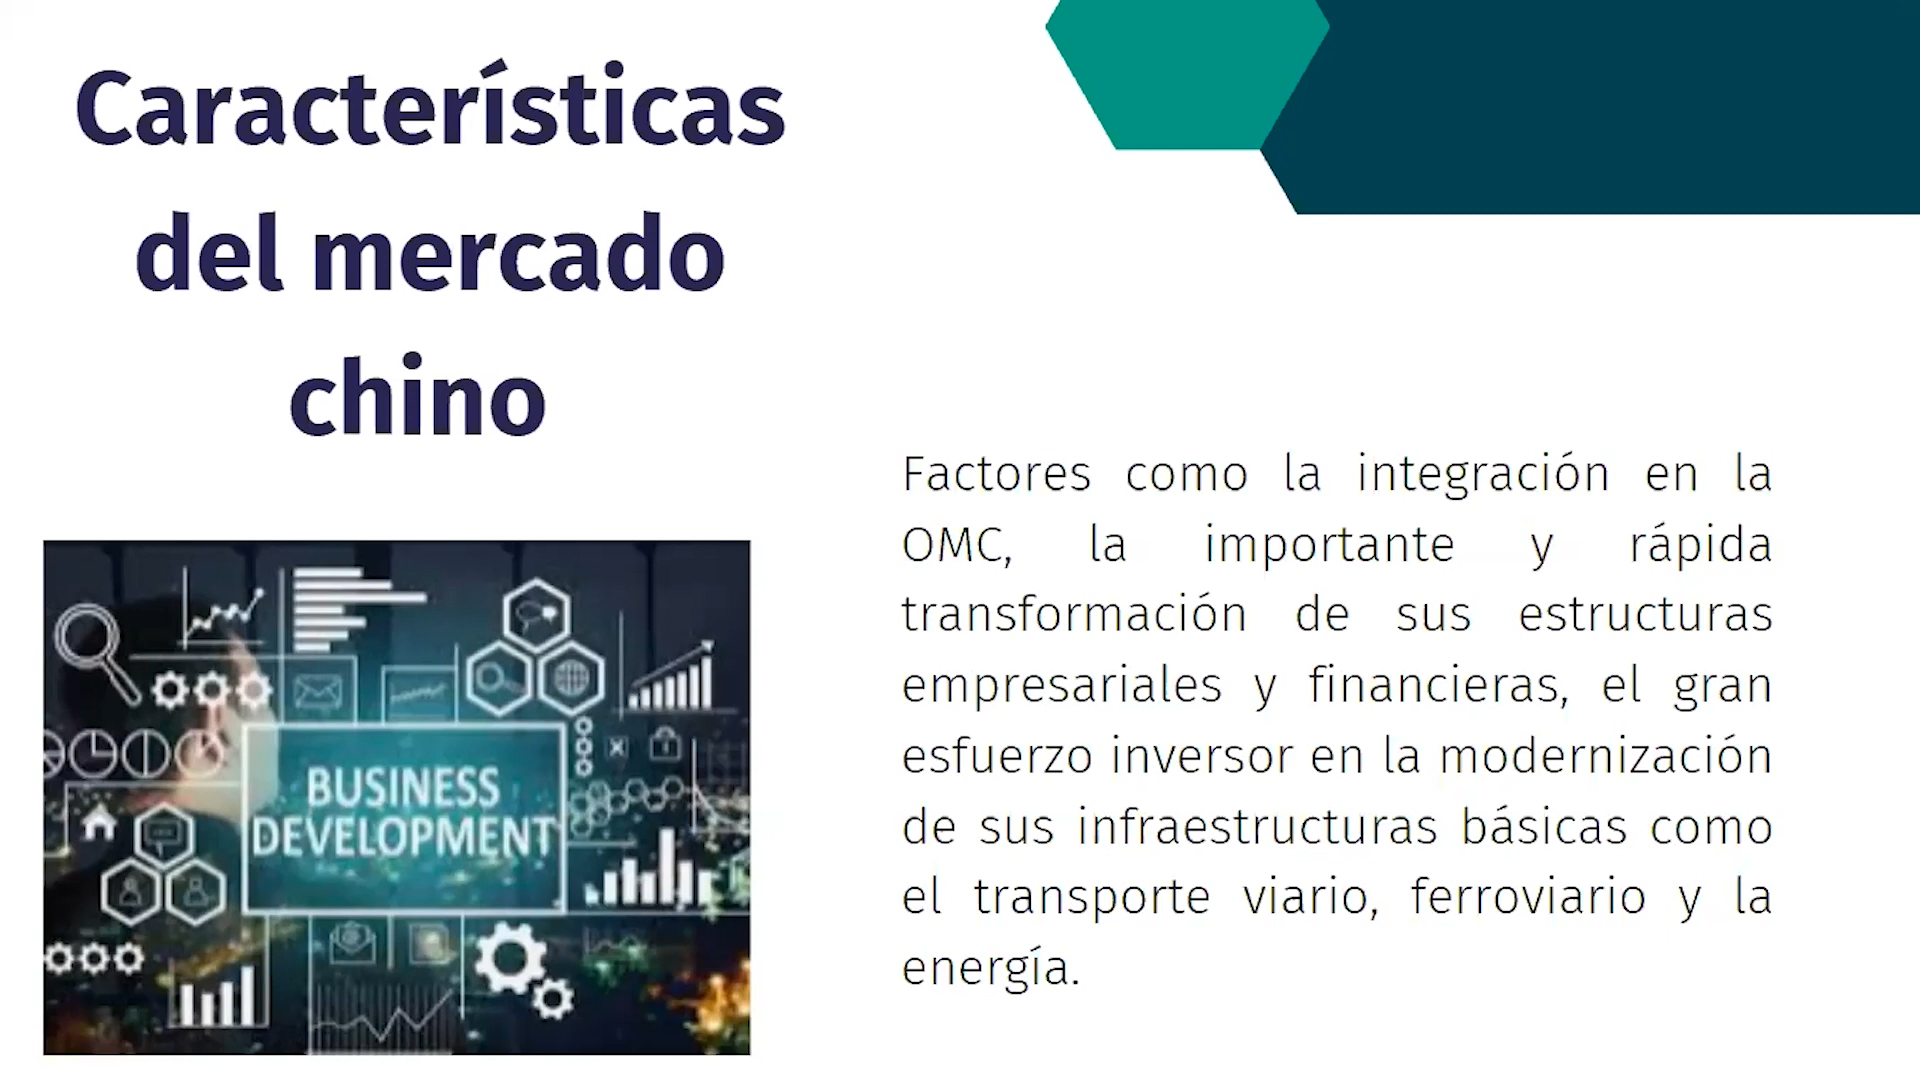 Características
del mercado
chino
Factores como la integración en la
OMC, la importante y rápida
transformación de sus estructuras
empresariales y financieras, el gran
esfuerzo inversor en la modernización
de sus infraestructuras básicas como
el transporte viario, ferroviario y la
energía.
BUSINESS
DEVELOPMENT